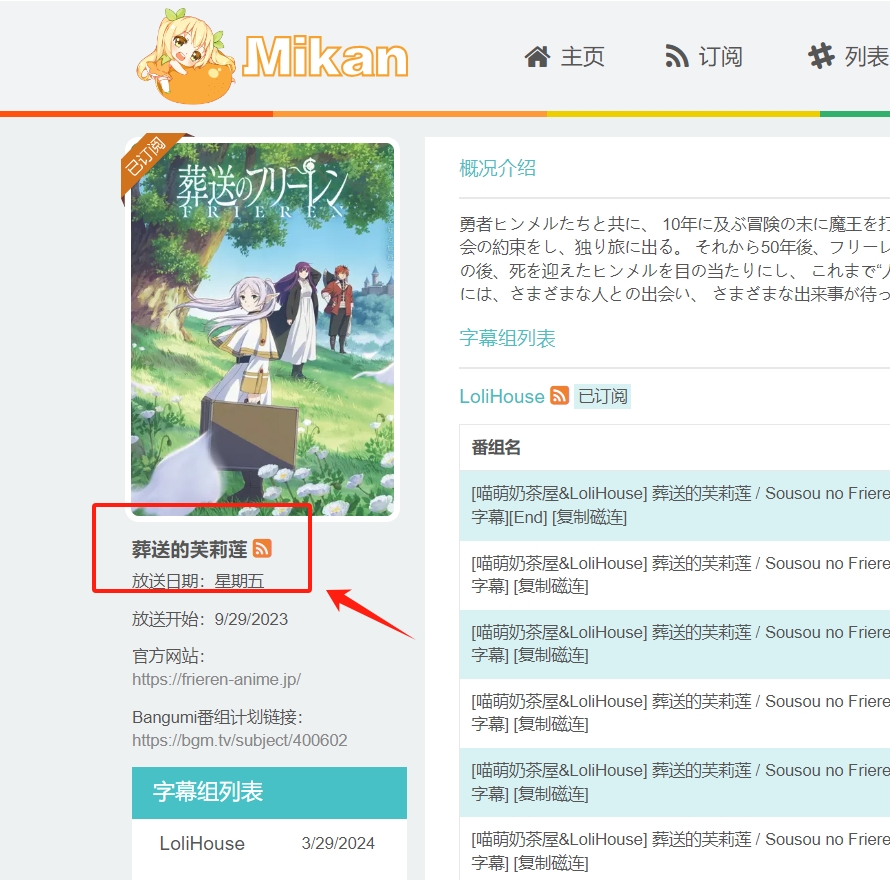 Mikan
主页
订阅
列表
已订阅
葬送のフリーレン
FRIEREN
葬送的芙莉莲
放送日期：星期五
放送开始：9/29/2023
官方网站：
https://frieren-anime.jp/
Bangumi番组计划链接：
https://bgm.tv/subject/400602
字幕组列表
LoliHouse 3/29/2024
概况介绍
勇者ヒンメルたちと共に、 10年に及ぶ冒険の末に魔王を打
会の約束をし、独り旅に出る。 それから50年後、フリーレ
の後、死を迎えたヒンメルを目の当たりにし、 これまで“人
には、さまざまな人との出会い、 さまざまな出来事が待っ
字幕组列表
LoliHouse 已订阅
番组名
[喵萌奶茶屋&LoliHouse] 葬送的芙莉莲 / Sousou no Friere
字幕][End] [复制磁连]
[喵萌奶茶屋&LoliHouse] 葬送的芙莉莲 / Sousou no Friere
字幕] [复制磁连]
[喵萌奶茶屋&LoliHouse] 葬送的芙莉莲 / Sousou no Friere
字幕] [复制磁连]
[喵萌奶茶屋&LoliHouse] 葬送的芙莉莲 / Sousou no Friere
字幕] [复制磁连]
[喵萌奶茶屋&LoliHouse] 葬送的芙莉莲 / Sousou no Friere
字幕] [复制磁连]
[喵萌奶茶屋&LoliHouse] 葬送的芙莉莲 / Sousou no Friere
字幕] [复制磁连]